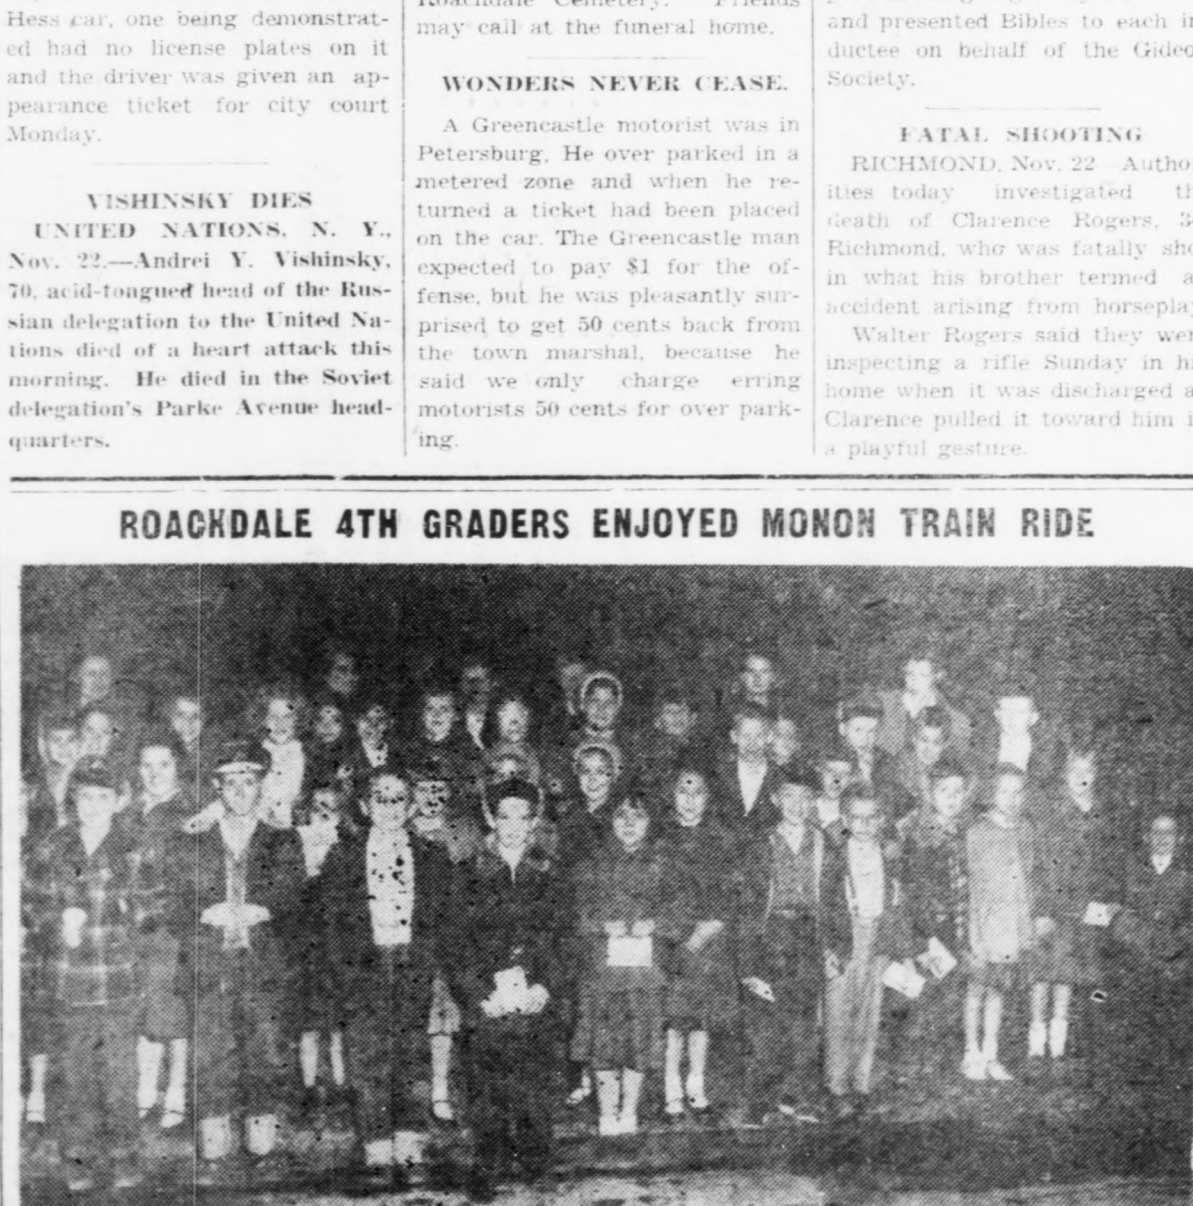 Hess car, one being demonstrat-
ed had no license plates on it
and the driver was given an ap-
pearance ticket for city court
Monday.
VISHINSKY DIES
UNITED NATIONS, N. Y.,
Nov. 22.—Andrei Y. Vishinsky,
70, acid-tongued head of the Rus-
sian delegation to the United Na-
tions died of a heart attack this
morning. He died in the Soviet
delegation's Parke Avenue head-
quarters.
Roachdale Cemetery. Friends
may call at the funeral home.
WONDERS NEVER CEASE.
A Greencastle motorist was in
Petersburg. He over parked in a
metered zone and when he re-
turned a ticket had been placed
on the car. The Greencastle man
expected to pay $1 for the of-
fense, but he was pleasantly sur-
prised to get 50 cents back from
the town marshal, because he
said we only charge erring
motorists 50 cents for over park-
ing.
and presented Bibles to each in
ductee on behalf of the Gideo
Society.
FATAL SHOOTING
RICHMOND, Nov. 22 Author
ities today investigated th
death of Clarence Rogers, 3
Richmond, who was fatally sho
in what his brother termed a
accident arising from horseplay
Walter Rogers said they wer
inspecting a rifle Sunday in hi
home when it was discharged a
Clarence pulled it toward him i
a playful gesture.
ROACKDALE 4TH GRADERS ENJOYED MONON TRAIN RIDE